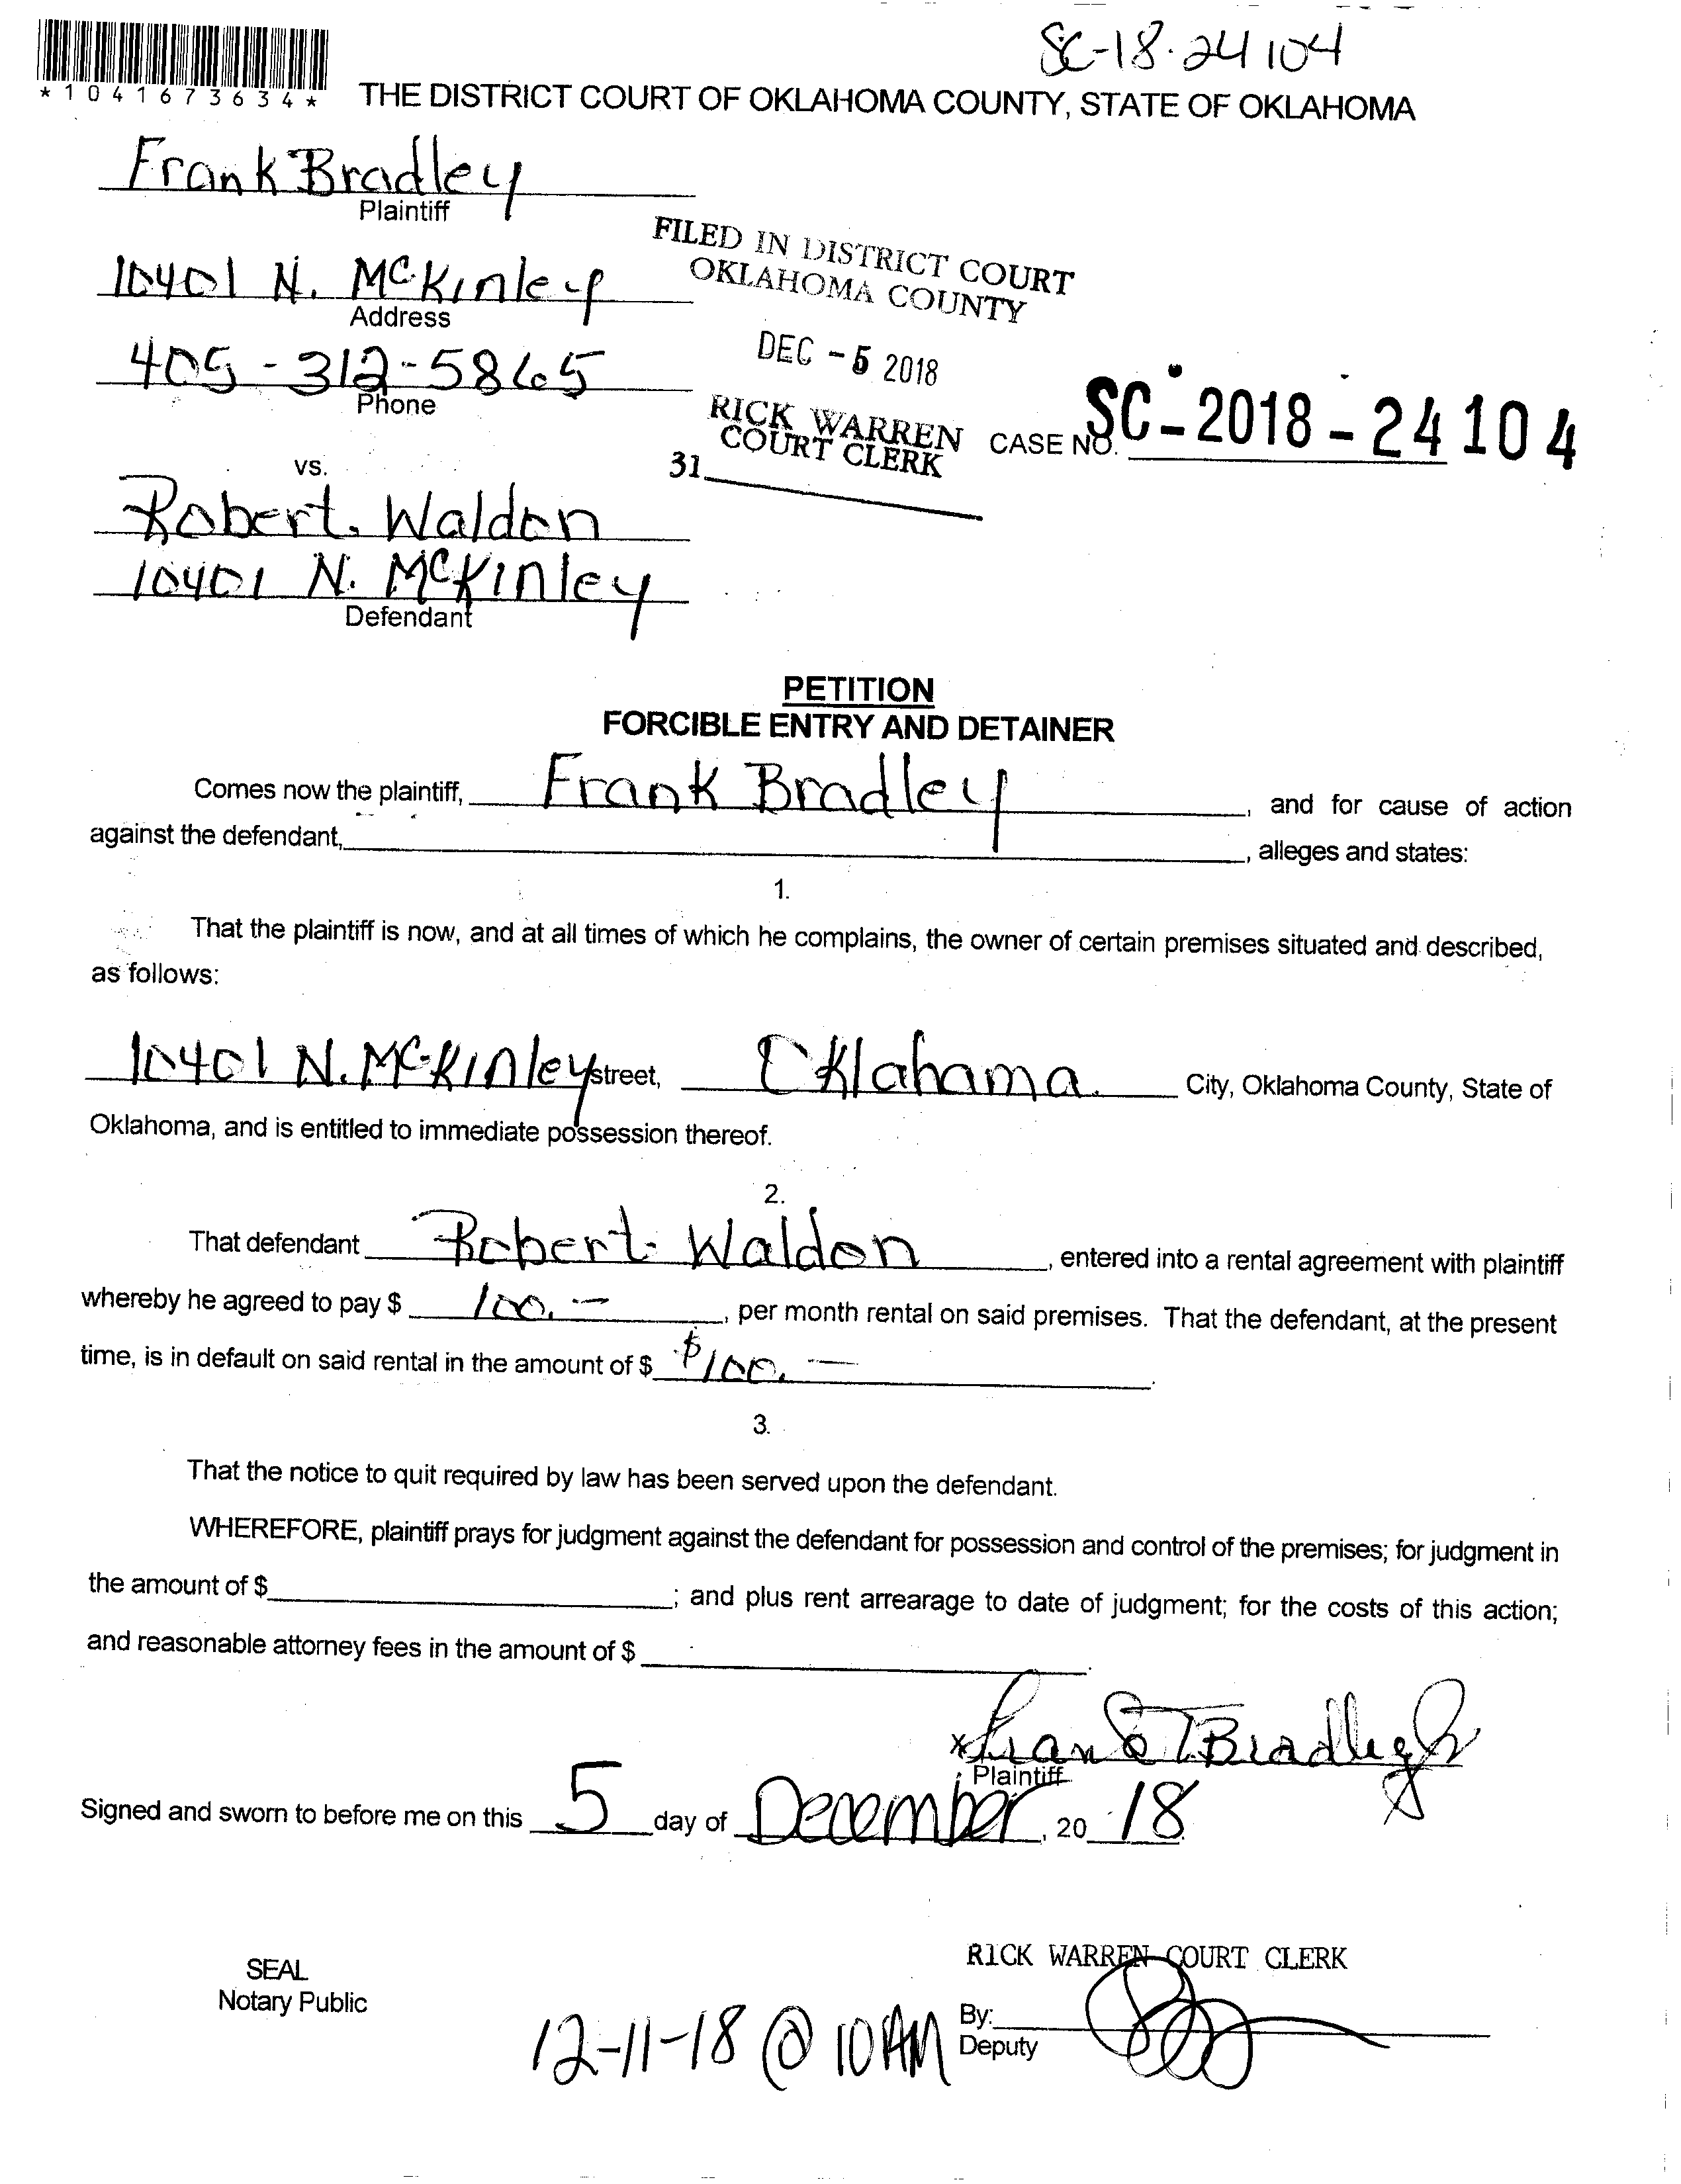 SC-18-24104
*1041673634*
THE DISTRICT COURT OF OKLAHOMA COUNTY, STATE OF OKLAHOMA
Frank Bradley
Plaintiff
10401 N. McKinley
Address
405-312-5865
Phone
FILED IN DISTRICT COURT
OKLAHOMA COUNTY
DEC -5 2018
RICK WARREN
COURT CLERK
31
CASE NO. SC-2018-24104
vs.
Robert Waldon
10401 N. McKinley
Defendant
PETITION
FORCIBLE ENTRY AND DETAINER
Comes now the plaintiff, Frank Bradley, and for cause of action
against the defendant, , alleges and states:
1.
That the plaintiff is now, and at all times of which he complains, the owner of certain premises situated and described,
as follows:
10401 N. McKinley street, Oklahama City, Oklahoma County, State of
Oklahoma, and is entitled to immediate possession thereof.
2.
That defendant Robert Waldon, entered into a rental agreement with plaintiff
whereby he agreed to pay $ 100.-, per month rental on said premises. That the defendant, at the present
time, is in default on said rental in the amount of $ $100.-.
3.
That the notice to quit required by law has been served upon the defendant.
WHEREFORE, plaintiff prays for judgment against the defendant for possession and control of the premises; for judgment in
the amount of $ ; and plus rent arrearage to date of judgment; for the costs of this action;
and reasonable attorney fees in the amount of $ .
x Frank T Bradley Jr
Plaintiff
Signed and sworn to before me on this 5 day of December, 20 18.
SEAL
Notary Public
RICK WARREN COURT CLERK
By:
Deputy
12-11-18 @ 10AM